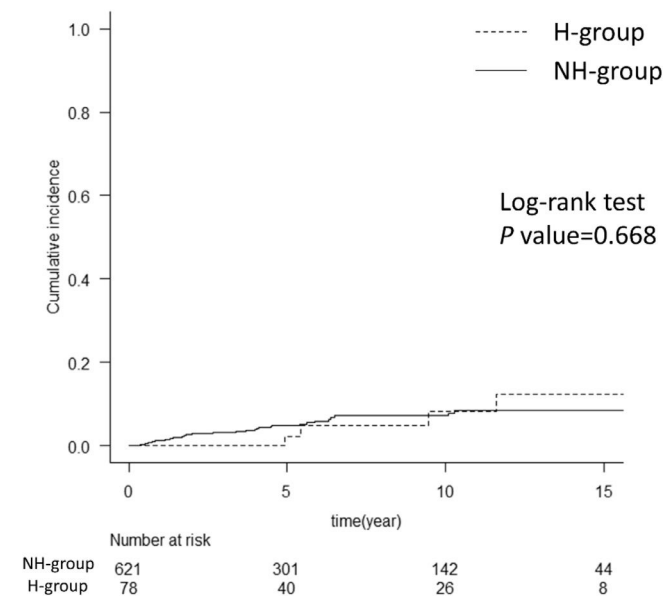 1.0
0.8
0.6
0.4
0.2
0.0
Cumulative incidence
H-group
NH-group
Log-rank test
P value=0.668
0 5 10 15
time(year)
Number at risk
NH-group 621 301 142 44
H-group 78 40 26 8